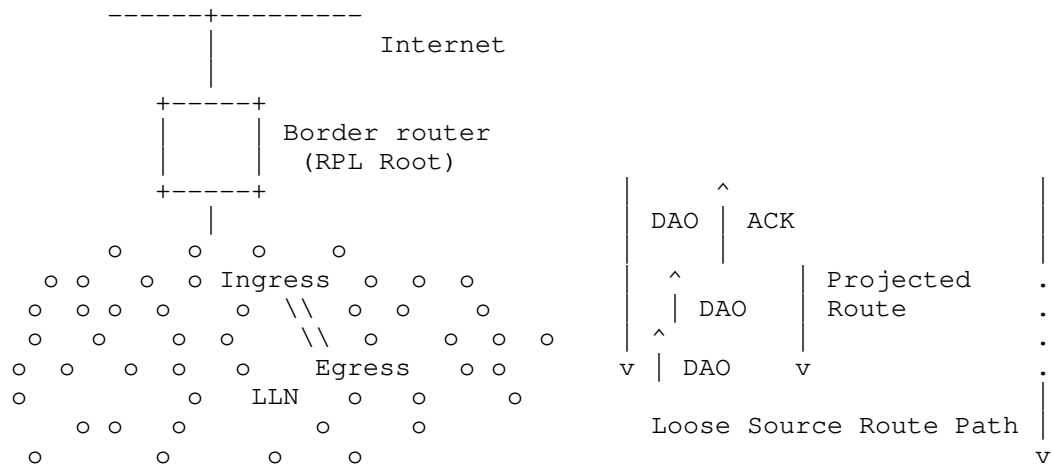 Internet
Border router
(RPL Root)
DAO ACK
Ingress Projected
DAO Route
Egress DAO
LLN
Loose Source Route Path